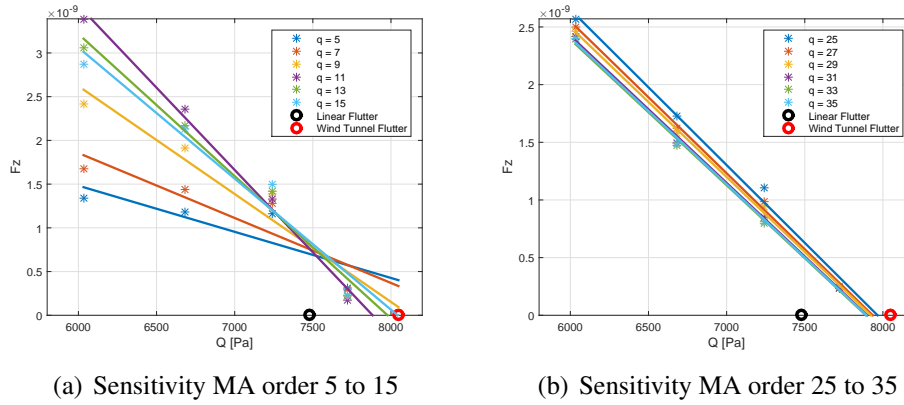 ×10⁻⁹
3
2.5
2
1.5
1
0.5
0
Fz
6000 6500 7000 7500 8000
Q [Pa]
q = 5
q = 7
q = 9
q = 11
q = 13
q = 15
Linear Flutter
Wind Tunnel Flutter
(a) Sensitivity MA order 5 to 15
×10⁻⁹
2.5
2
1.5
1
0.5
0
Fz
6000 6500 7000 7500 8000
Q [Pa]
q = 25
q = 27
q = 29
q = 31
q = 33
q = 35
Linear Flutter
Wind Tunnel Flutter
(b) Sensitivity MA order 25 to 35